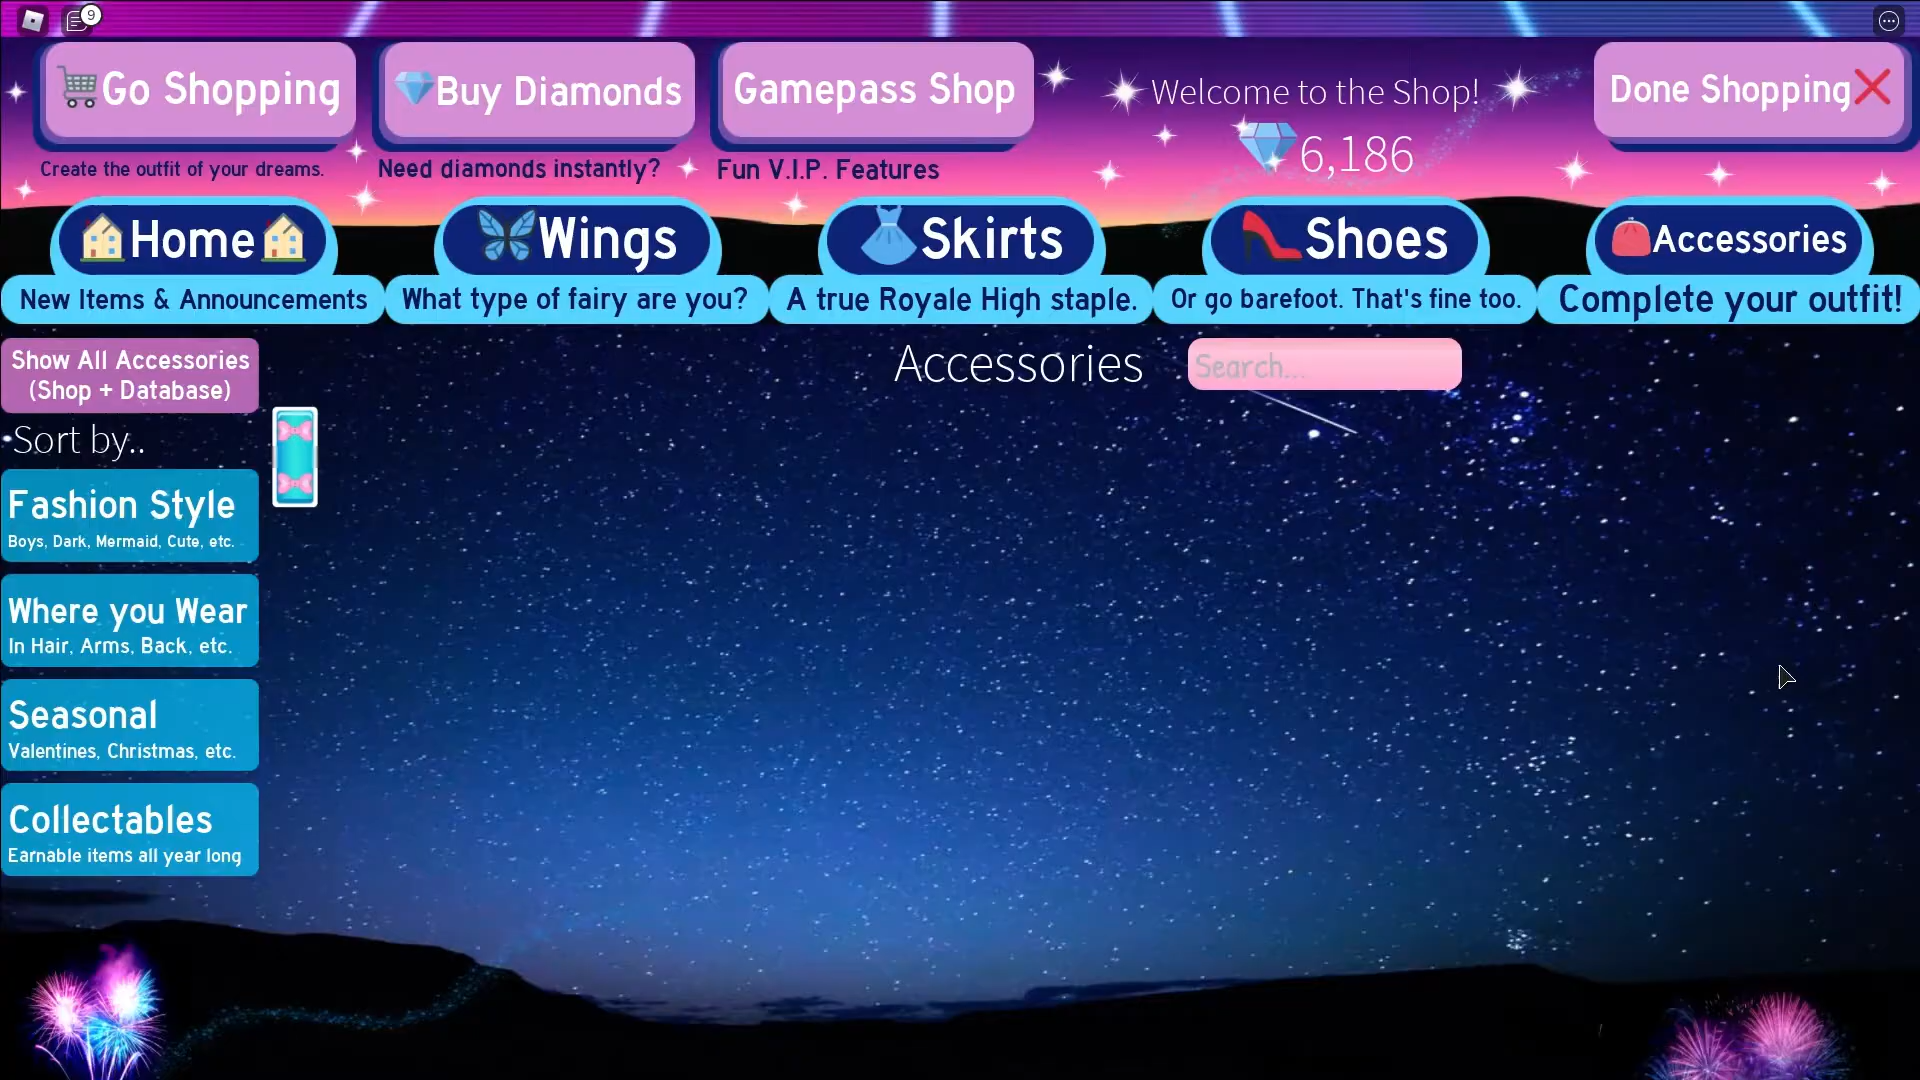 9
Go Shopping
Buy Diamonds
Gamepass Shop
Welcome to the Shop!
Done Shopping
6,186
Create the outfit of your dreams.
Need diamonds instantly?
Fun V.I.P. Features
Home
Wings
Skirts
Shoes
Accessories
New Items & Announcements
What type of fairy are you?
A true Royale High staple.
Or go barefoot. That's fine too.
Complete your outfit!
Show All Accessories
(Shop + Database)
Accessories
Search...
Sort by..
Fashion Style
Boys, Dark, Mermaid, Cute, etc.
Where you Wear
In Hair, Arms, Back, etc.
Seasonal
Valentines, Christmas, etc.
Collectables
Earnable items all year long